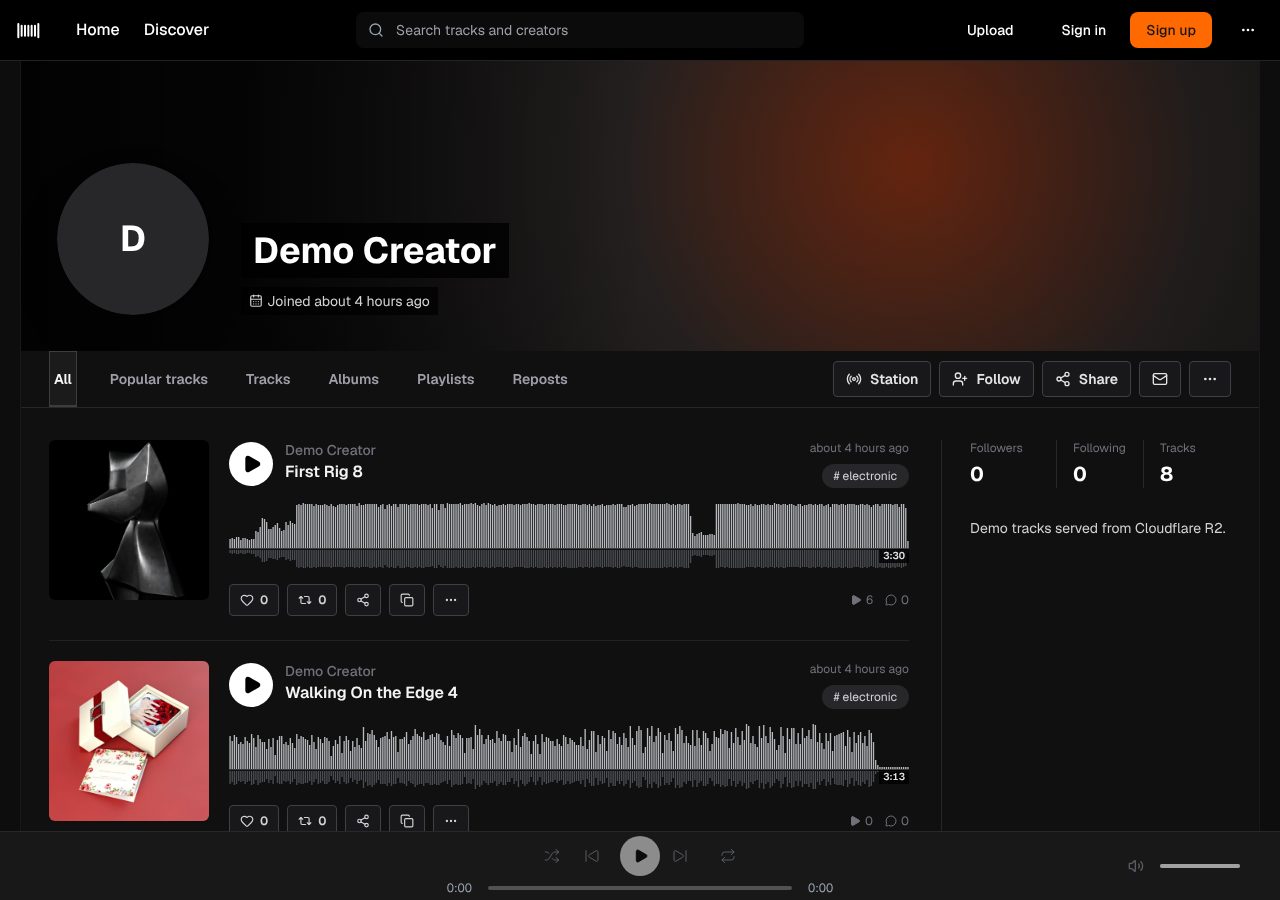 Home
Discover
Search tracks and creators
Upload
Sign in
Sign up
D
Demo Creator
Joined about 4 hours ago
All
Popular tracks
Tracks
Albums
Playlists
Reposts
Station
Follow
Share
Demo Creator
First Rig 8
about 4 hours ago
# electronic
3:30
0
0
6
0
Demo Creator
Walking On the Edge 4
about 4 hours ago
# electronic
3:13
0
0
0
0
Followers
0
Following
0
Tracks
8
Demo tracks served from Cloudflare R2.
0:00
0:00